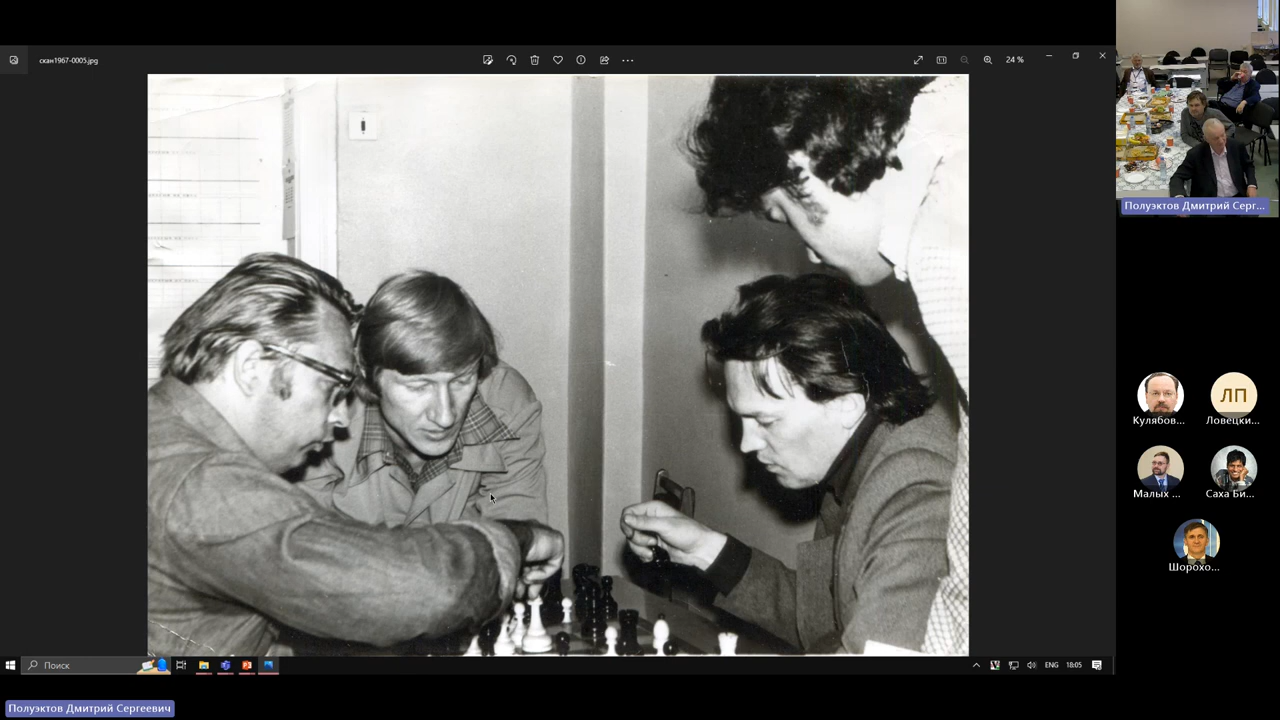 скан1967-0005.jpg
24 %
Полуэктов Дмитрий Серг...
Кулябов...
Ловецки...
ЛП
Малых ...
Саха Би...
Шорохо...
Поиск
ENG
18:05
Полуэктов Дмитрий Сергеевич